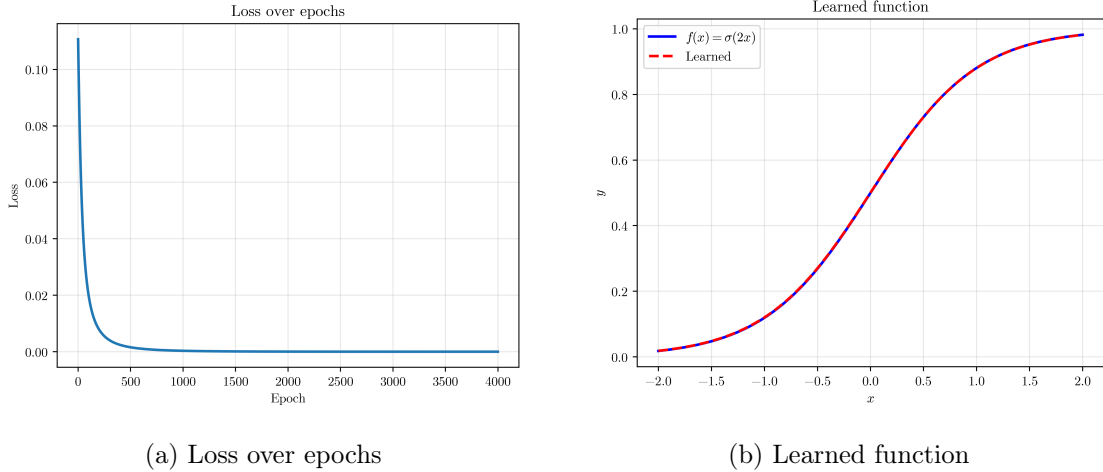 Loss over epochs
0.10
0.08
0.06
0.04
0.02
0.00
Loss
0 500 1000 1500 2000 2500 3000 3500 4000
Epoch
(a) Loss over epochs
Learned function
f(x) = σ(2x)
Learned
1.0
0.8
0.6
0.4
0.2
0.0
y
−2.0 −1.5 −1.0 −0.5 0.0 0.5 1.0 1.5 2.0
x
(b) Learned function